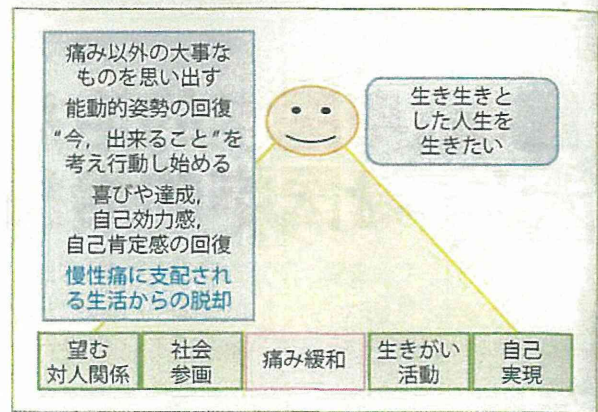 痛み以外の大事な
ものを思い出す
能動的姿勢の回復
“今，出来ること”を
考え行動し始める
喜びや達成，
自己効力感，
自己肯定感の回復
慢性痛に支配され
る生活からの脱却
生き生きと
した人生を
生きたい
望む
対人関係
社会
参画
痛み緩和
生きがい
活動
自己
実現